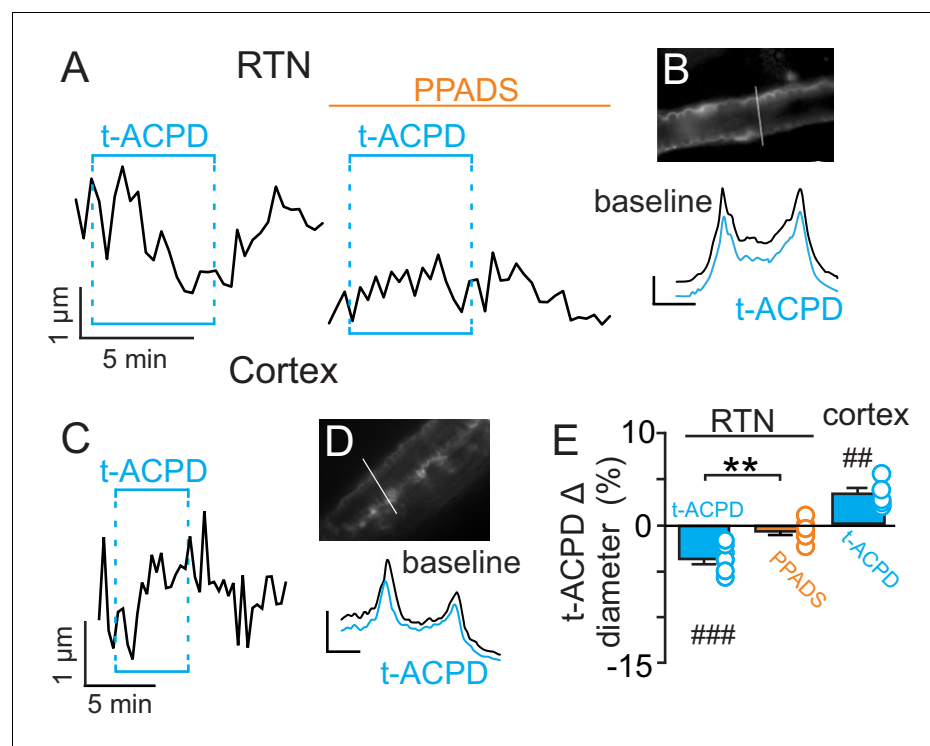 A
RTN
PPADS
t-ACPD
t-ACPD
1 µm
5 min
B
baseline
t-ACPD
Cortex
C
t-ACPD
1 µm
5 min
D
baseline
t-ACPD
E
RTN
cortex
t-ACPD Δ
diameter (%)
10
0
-15
**
##
###
t-ACPD
PPADS
t-ACPD